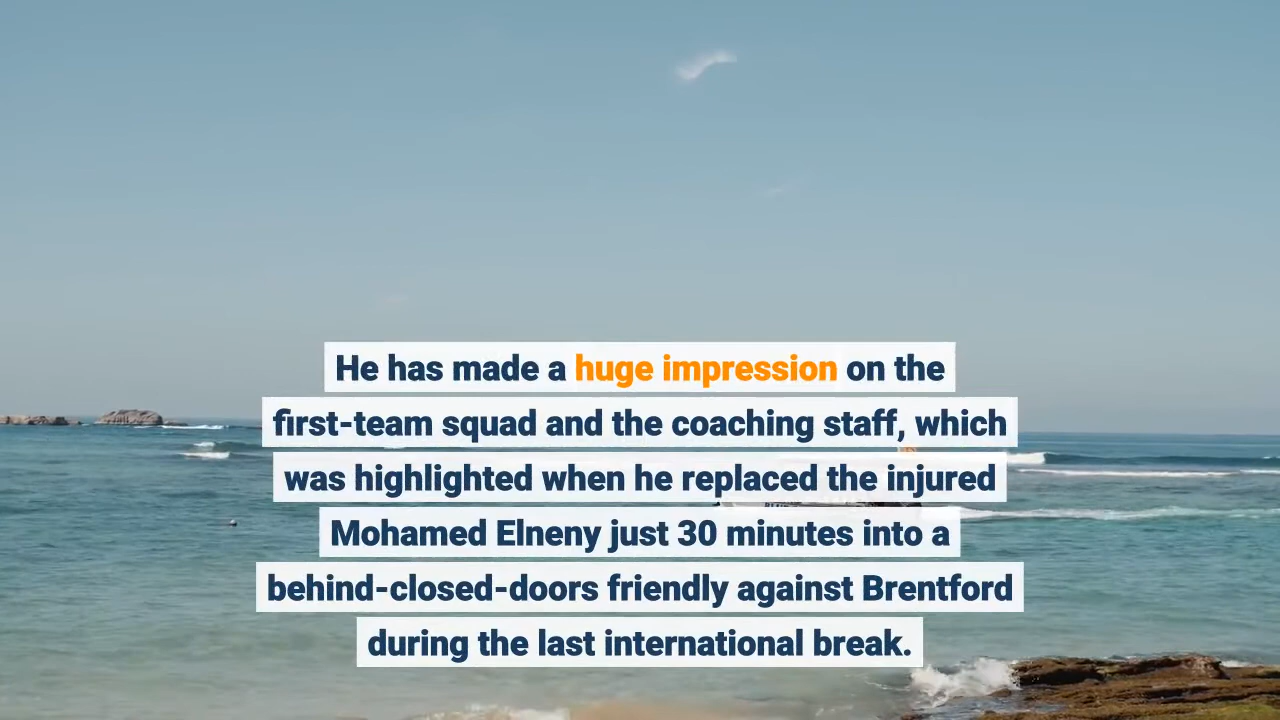 He has made a huge impression on the
first-team squad and the coaching staff, which
was highlighted when he replaced the injured
Mohamed Elneny just 30 minutes into a
behind-closed-doors friendly against Brentford
during the last international break.